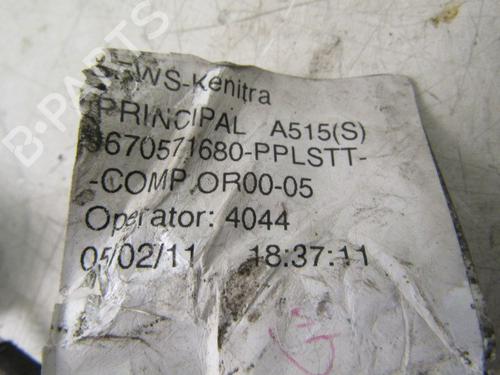 WS-Kenitra
PRINCIPAL A515(S)
9670571680-PPLSTT-
-COMP.OR00-05
Operator: 4044
05/02/11 18:37:11
B-PARTS